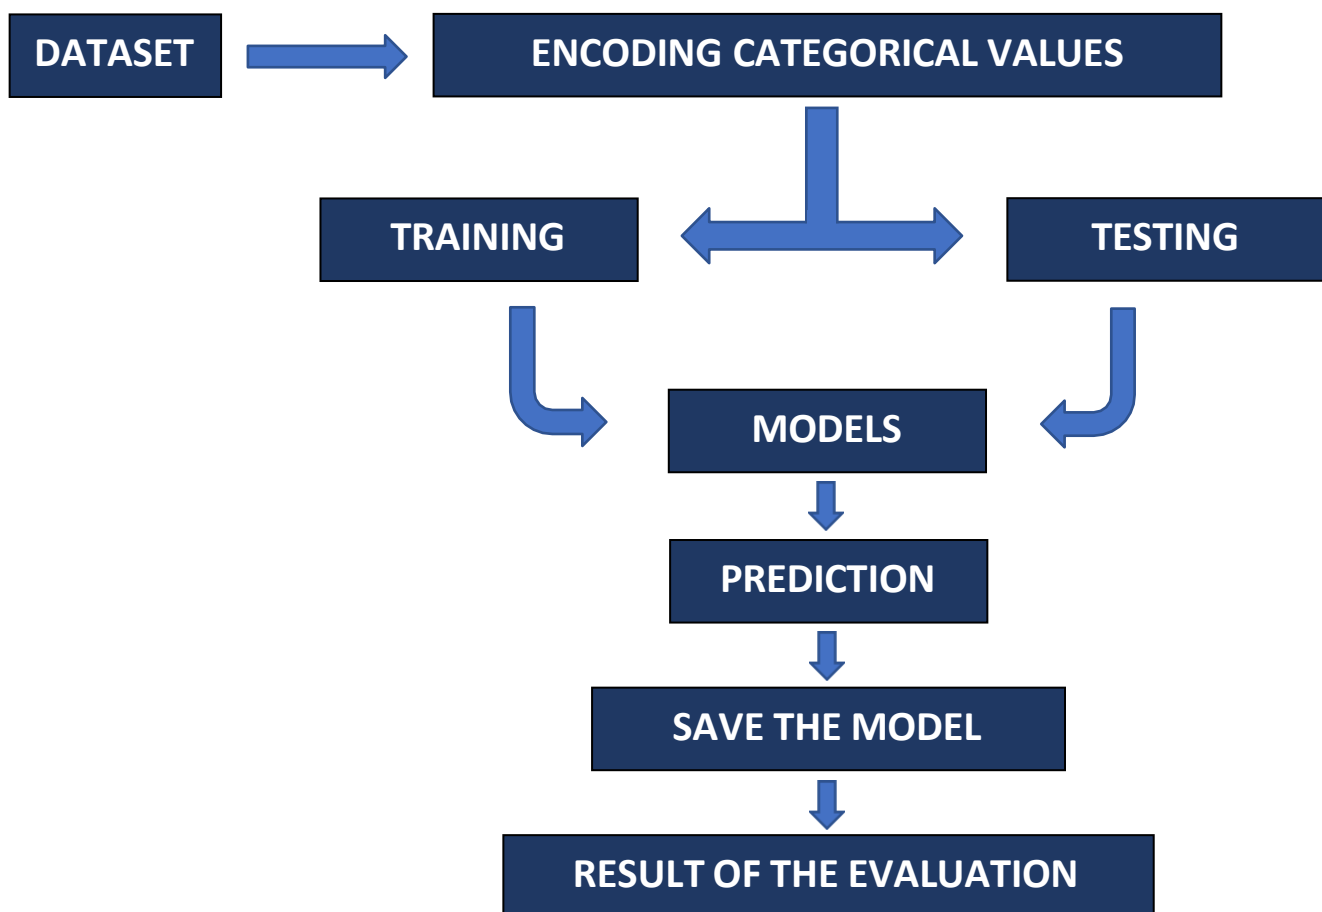 DATASET
ENCODING CATEGORICAL VALUES
TRAINING
TESTING
MODELS
PREDICTION
SAVE THE MODEL
RESULT OF THE EVALUATION